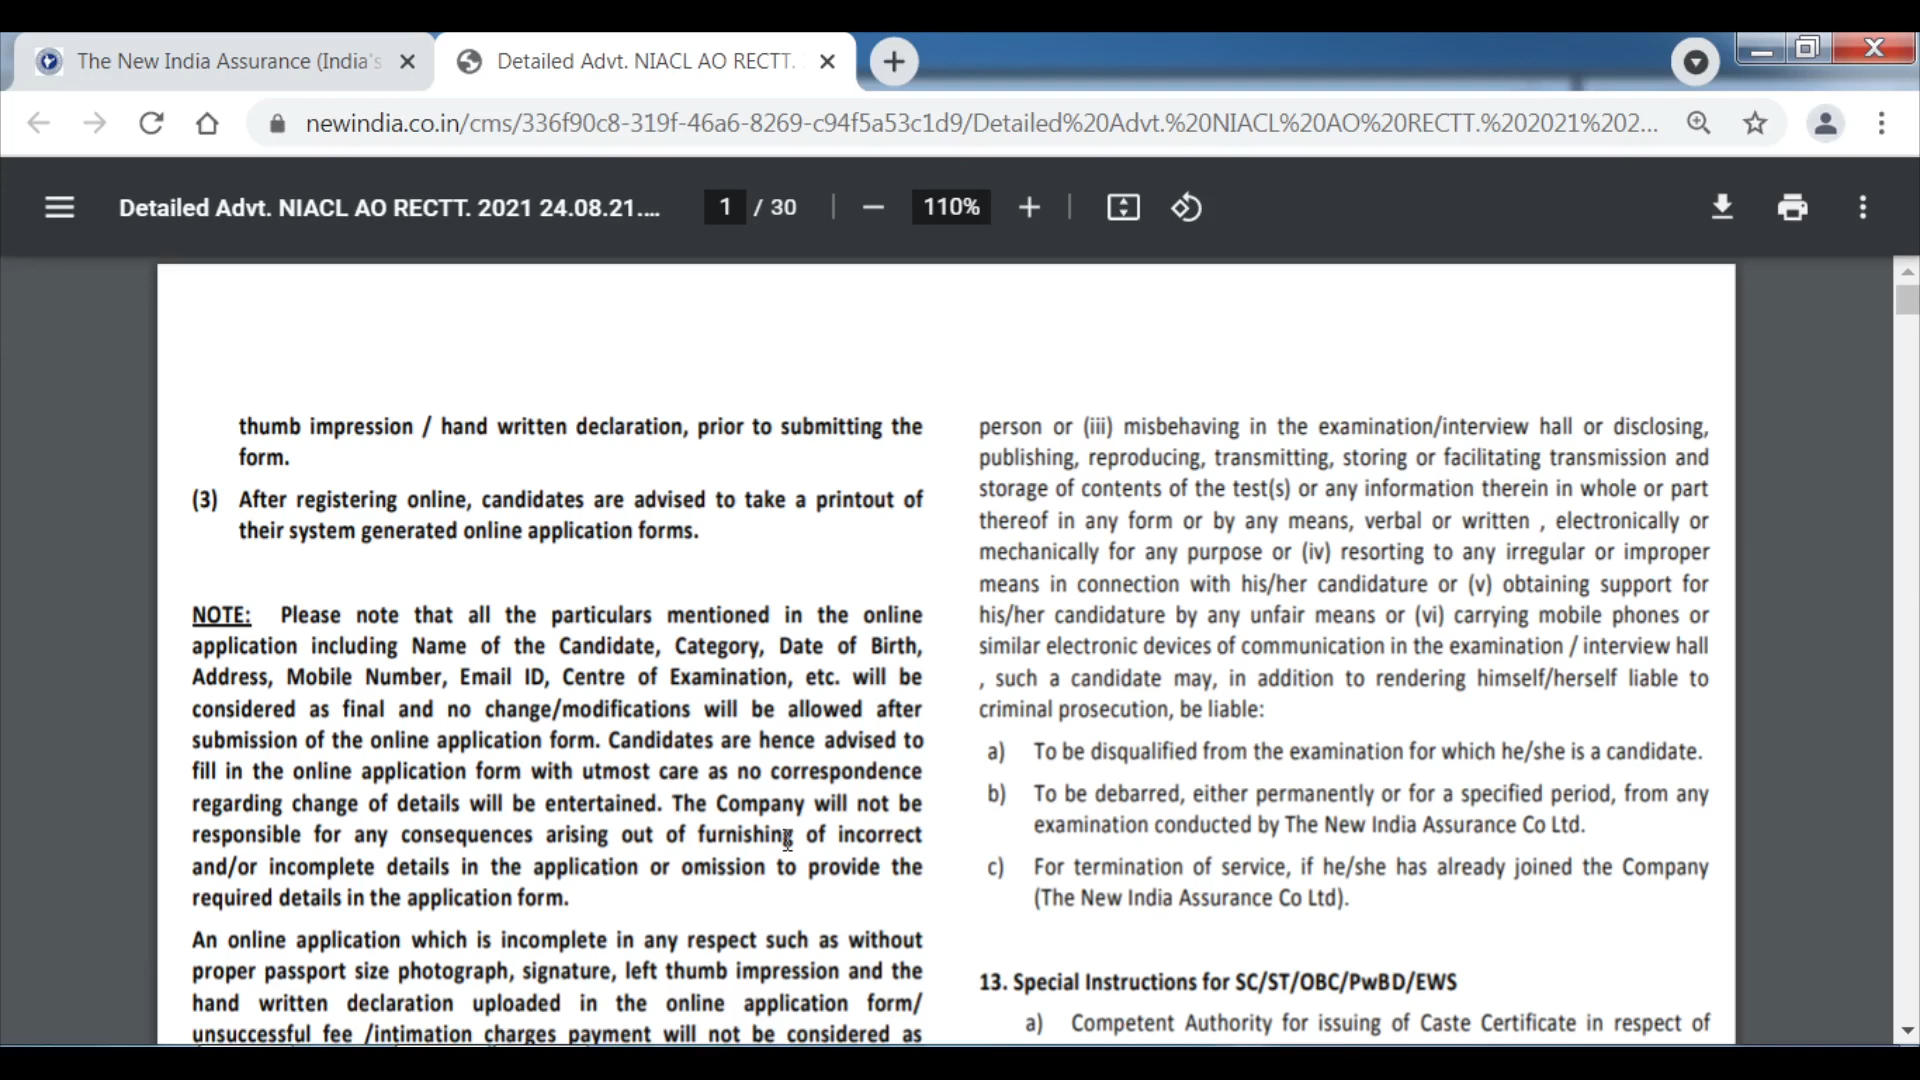 The New India Assurance (India's
Detailed Advt. NIACL AO RECTT.
newindia.co.in/cms/336f90c8-319f-46a6-8269-c94f5a53c1d9/Detailed%20Advt.%20NIACL%20AO%20RECTT.%202021%202...
Detailed Advt. NIACL AO RECTT. 2021 24.08.21....
1 / 30
110%
thumb impression / hand written declaration, prior to submitting the
form.
(3) After registering online, candidates are advised to take a printout of
their system generated online application forms.
NOTE: Please note that all the particulars mentioned in the online
application including Name of the Candidate, Category, Date of Birth,
Address, Mobile Number, Email ID, Centre of Examination, etc. will be
considered as final and no change/modifications will be allowed after
submission of the online application form. Candidates are hence advised to
fill in the online application form with utmost care as no correspondence
regarding change of details will be entertained. The Company will not be
responsible for any consequences arising out of furnishing of incorrect
and/or incomplete details in the application or omission to provide the
required details in the application form.
An online application which is incomplete in any respect such as without
proper passport size photograph, signature, left thumb impression and the
hand written declaration uploaded in the online application form/
unsuccessful fee /intimation charges payment will not be considered as
person or (iii) misbehaving in the examination/interview hall or disclosing,
publishing, reproducing, transmitting, storing or facilitating transmission and
storage of contents of the test(s) or any information therein in whole or part
thereof in any form or by any means, verbal or written , electronically or
mechanically for any purpose or (iv) resorting to any irregular or improper
means in connection with his/her candidature or (v) obtaining support for
his/her candidature by any unfair means or (vi) carrying mobile phones or
similar electronic devices of communication in the examination / interview hall
, such a candidate may, in addition to rendering himself/herself liable to
criminal prosecution, be liable:
a) To be disqualified from the examination for which he/she is a candidate.
b) To be debarred, either permanently or for a specified period, from any
examination conducted by The New India Assurance Co Ltd.
c) For termination of service, if he/she has already joined the Company
(The New India Assurance Co Ltd).
13. Special Instructions for SC/ST/OBC/PwBD/EWS
a) Competent Authority for issuing of Caste Certificate in respect of